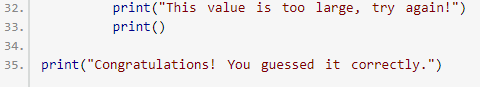 32.         print("This value is too large, try again!")
33.         print()
34.
35. print("Congratulations! You guessed it correctly.")